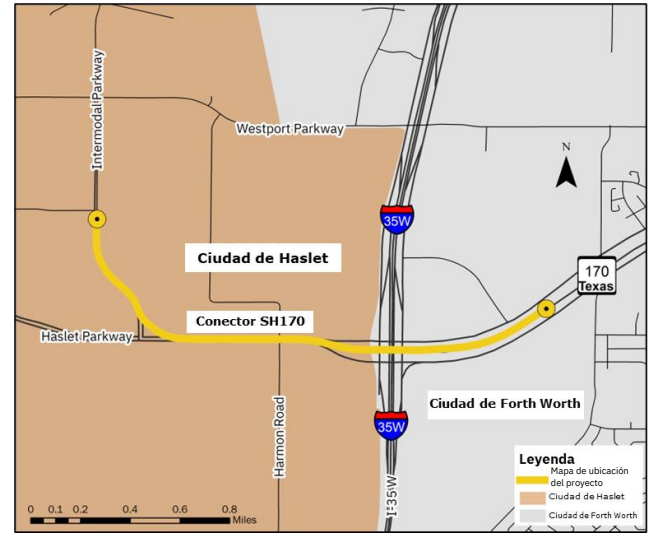 Intermodal Parkway
Westport Parkway
N
35W
Ciudad de Haslet
170
Texas
Conector SH170
Haslet Parkway
Ciudad de Forth Worth
35W
Harmon Road
I-35W
Leyenda
Mapa de ubicación
del proyecto
Ciudad de Haslet
Ciudad de Forth Worth
0 0.1 0.2 0.4 0.6 0.8
Miles